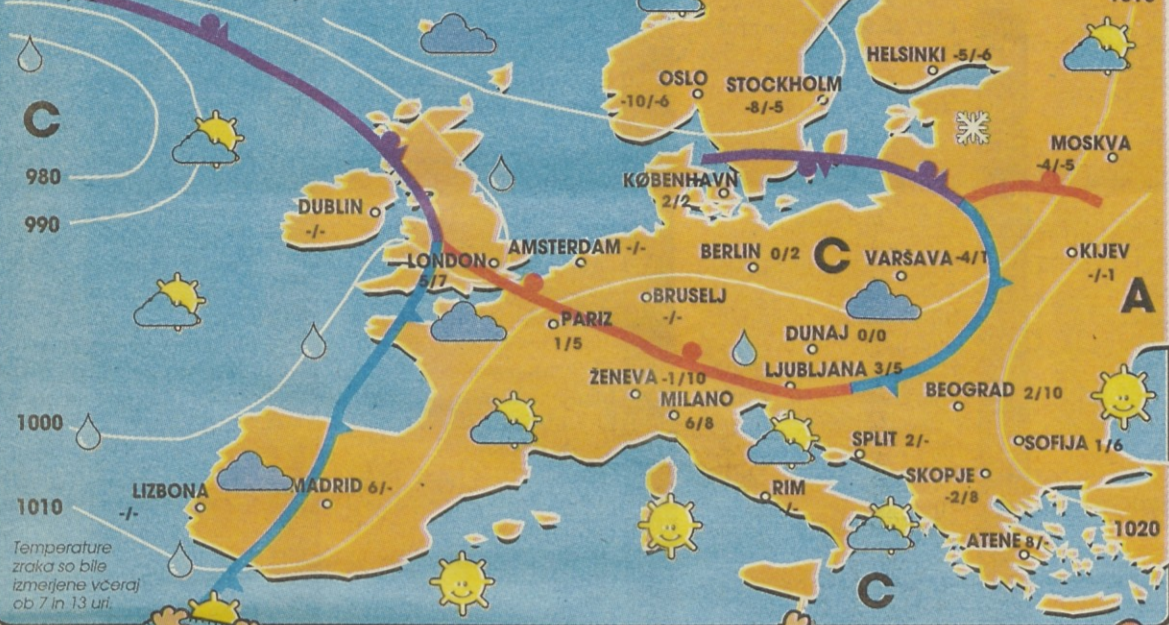 HELSINKI -5/-6
OSLO
-10/-6
STOCKHOLM
-8/-5
C
MOSKVA
-4/-5
980
KØBENHAVN
2/2
990
DUBLIN
-/-
AMSTERDAM -/-
LONDON
5/7
BERLIN 0/2
C
VARŠAVA -4/1
KIJEV
-/-1
A
BRUSELJ
-/-
PARIZ
1/5
DUNAJ 0/0
LJUBLJANA 3/5
ŽENEVA -1/10
MILANO
6/8
BEOGRAD 2/10
1000
SPLIT 2/-
SOFIJA 1/6
SKOPJE
-2/8
LIZBONA
-/-
MADRID 6/-
RIM
1010
1020
ATENE 8/-
Temperature
zraka so bile
izmerjene včeraj
ob 7 in 13 uri.
C